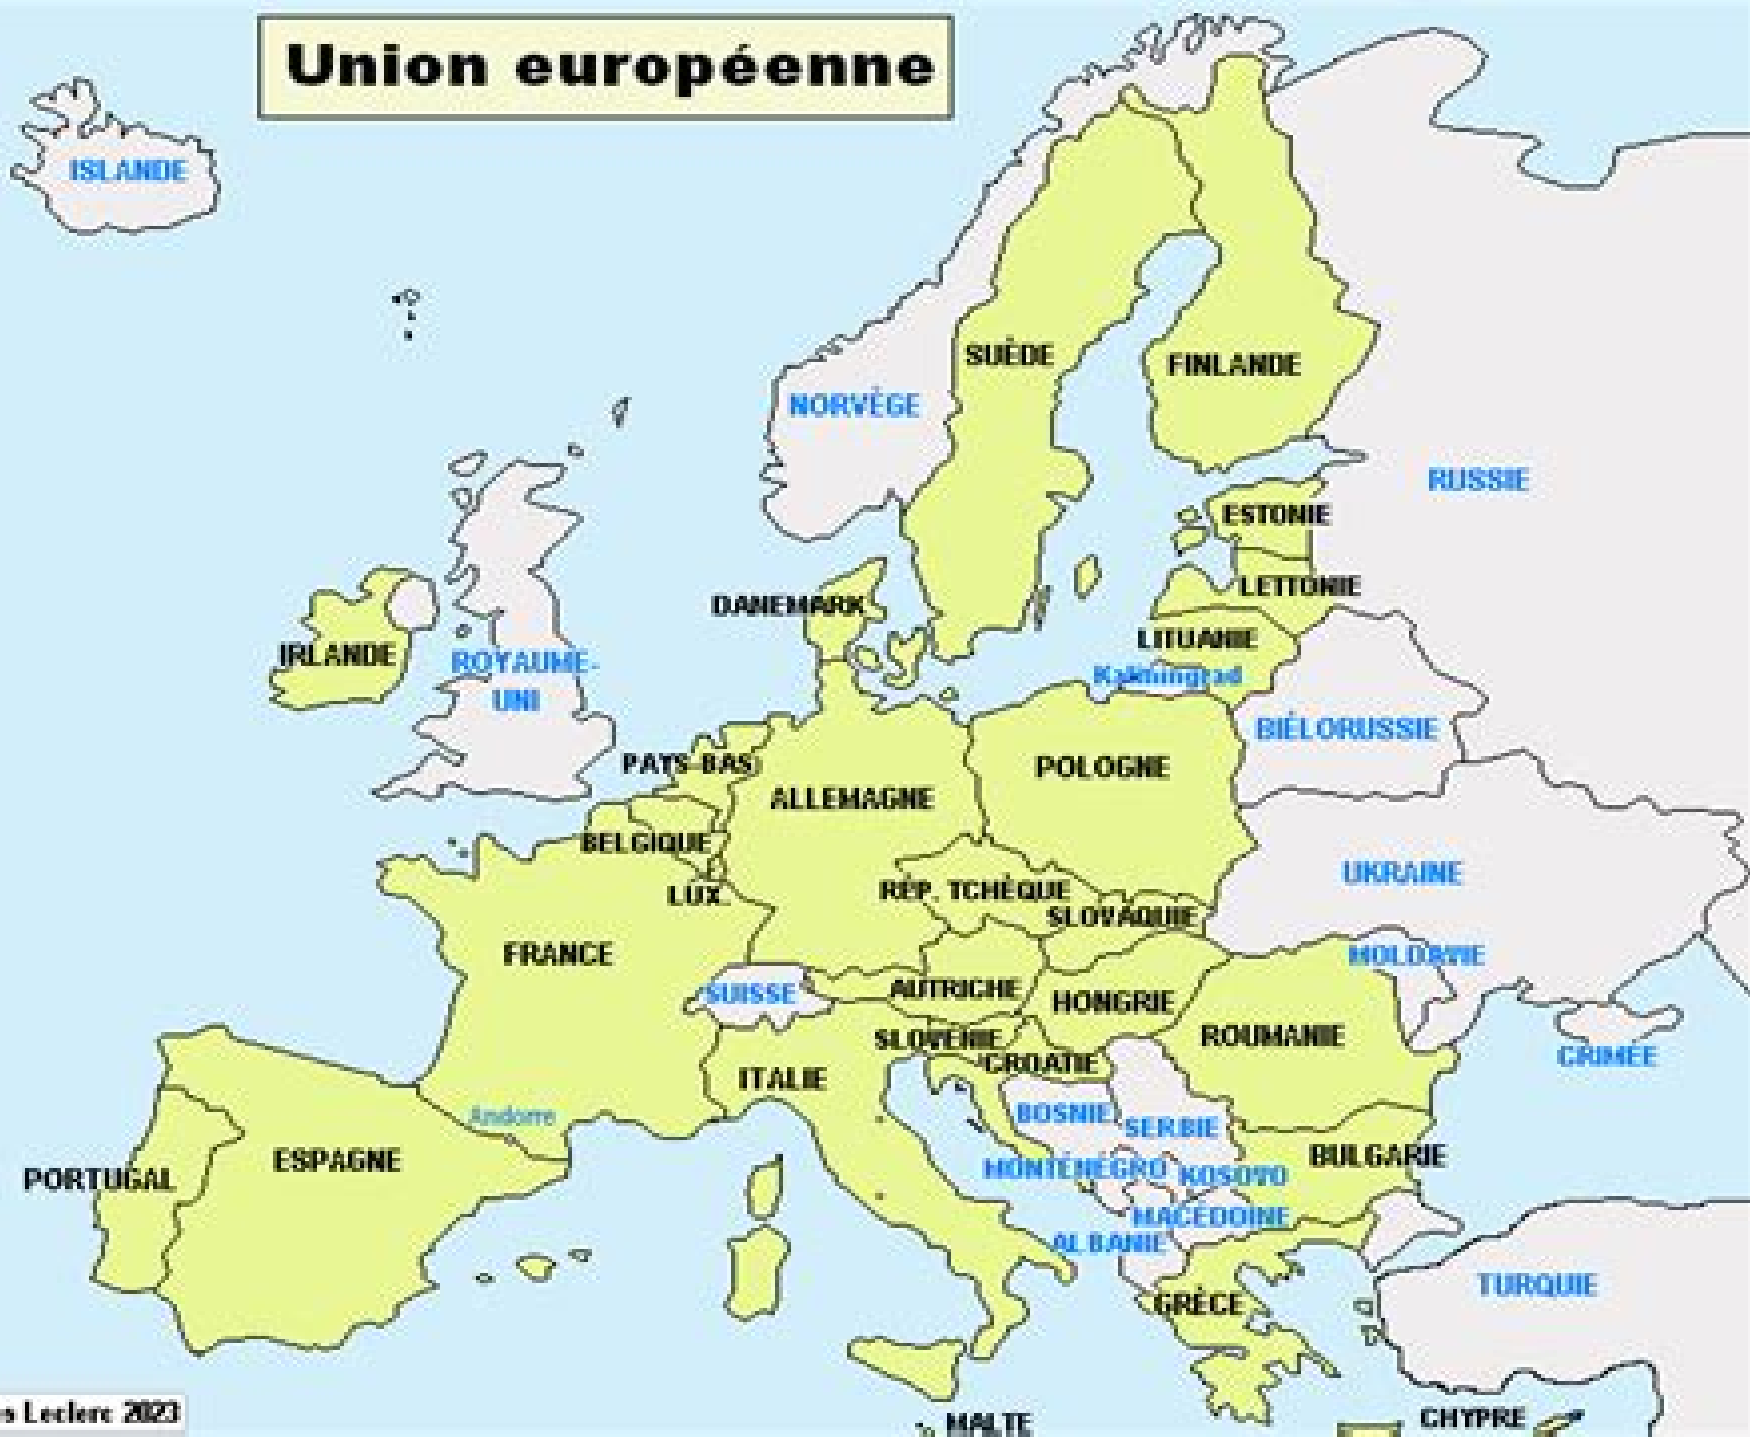 Union européenne
ISLANDE
SUÈDE
FINLANDE
NORVÈGE
RUSSIE
ESTONIE
LETTONIE
DANEMARK
LITUANIE
IRLANDE
ROYAUME-
UNI
Kaliningrad
BIÉLORUSSIE
PAYS-BAS
POLOGNE
ALLEMAGNE
BELGIQUE
UKRAINE
LUX.
RÉP. TCHÈQUE
SLOVAQUIE
FRANCE
MOLDAVIE
SUISSE
AUTRICHE
HONGRIE
SLOVÉNIE
ROUMANIE
CROATIE
CRIMÉE
ITALIE
Andorre
BOSNIE
SERBIE
ESPAGNE
BULGARIE
PORTUGAL
MONTÉNÉGRO
KOSOVO
MACÉDOINE
ALBANIE
TURQUIE
GRÈCE
Leclerc 2023
MALTE
CHYPRE